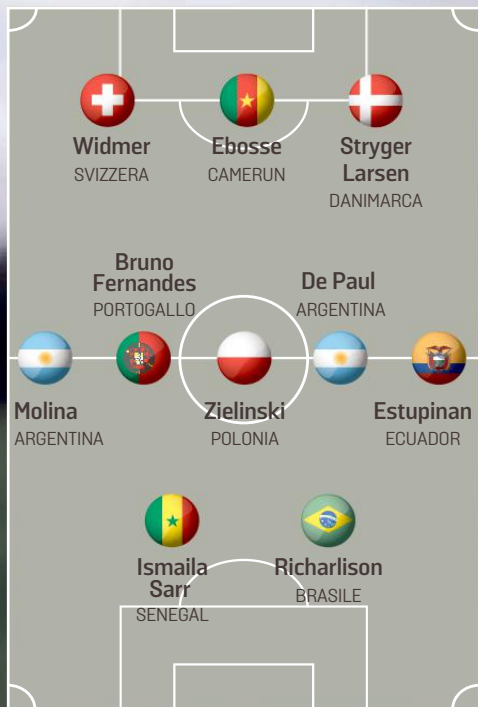 Widmer
SVIZZERA
Ebosse
CAMERUN
Stryger
Larsen
DANIMARCA
Bruno
Fernandes
PORTOGALLO
De Paul
ARGENTINA
Molina
ARGENTINA
Zielinski
POLONIA
Estupinan
ECUADOR
Ismaila
Sarr
SENEGAL
Richarlison
BRASILE